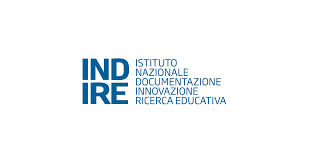 IND
IRE
ISTITUTO
NAZIONALE
DOCUMENTAZIONE
INNOVAZIONE
RICERCA EDUCATIVA